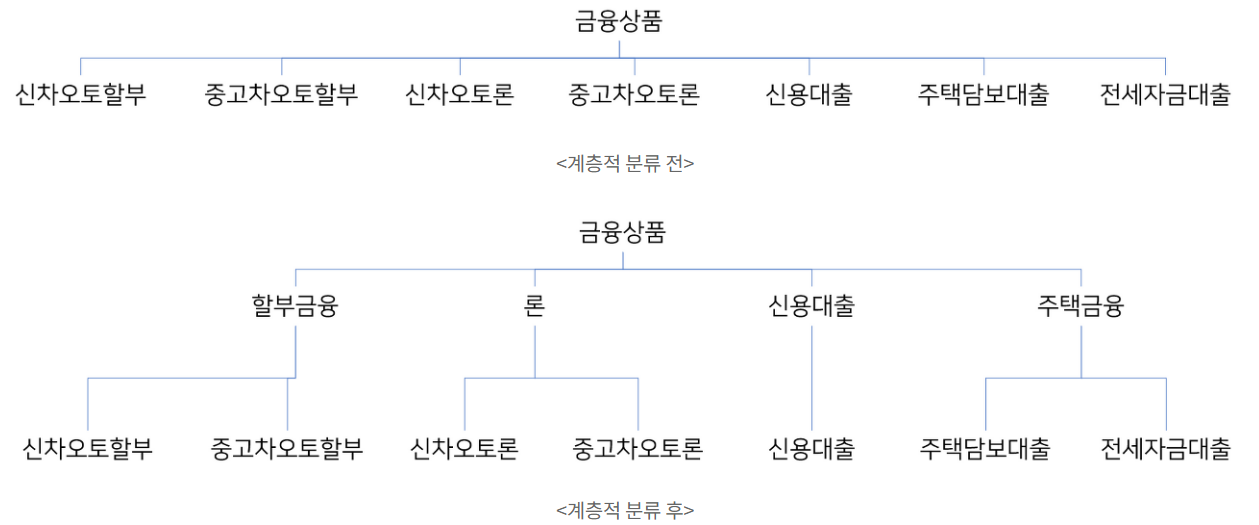 금융상품
신차오토할부 중고차오토할부 신차오토론 중고차오토론 신용대출 주택담보대출 전세자금대출
<계층적 분류 전>
금융상품
할부금융 론 신용대출 주택금융
신차오토할부 중고차오토할부 신차오토론 중고차오토론 신용대출 주택담보대출 전세자금대출
<계층적 분류 후>